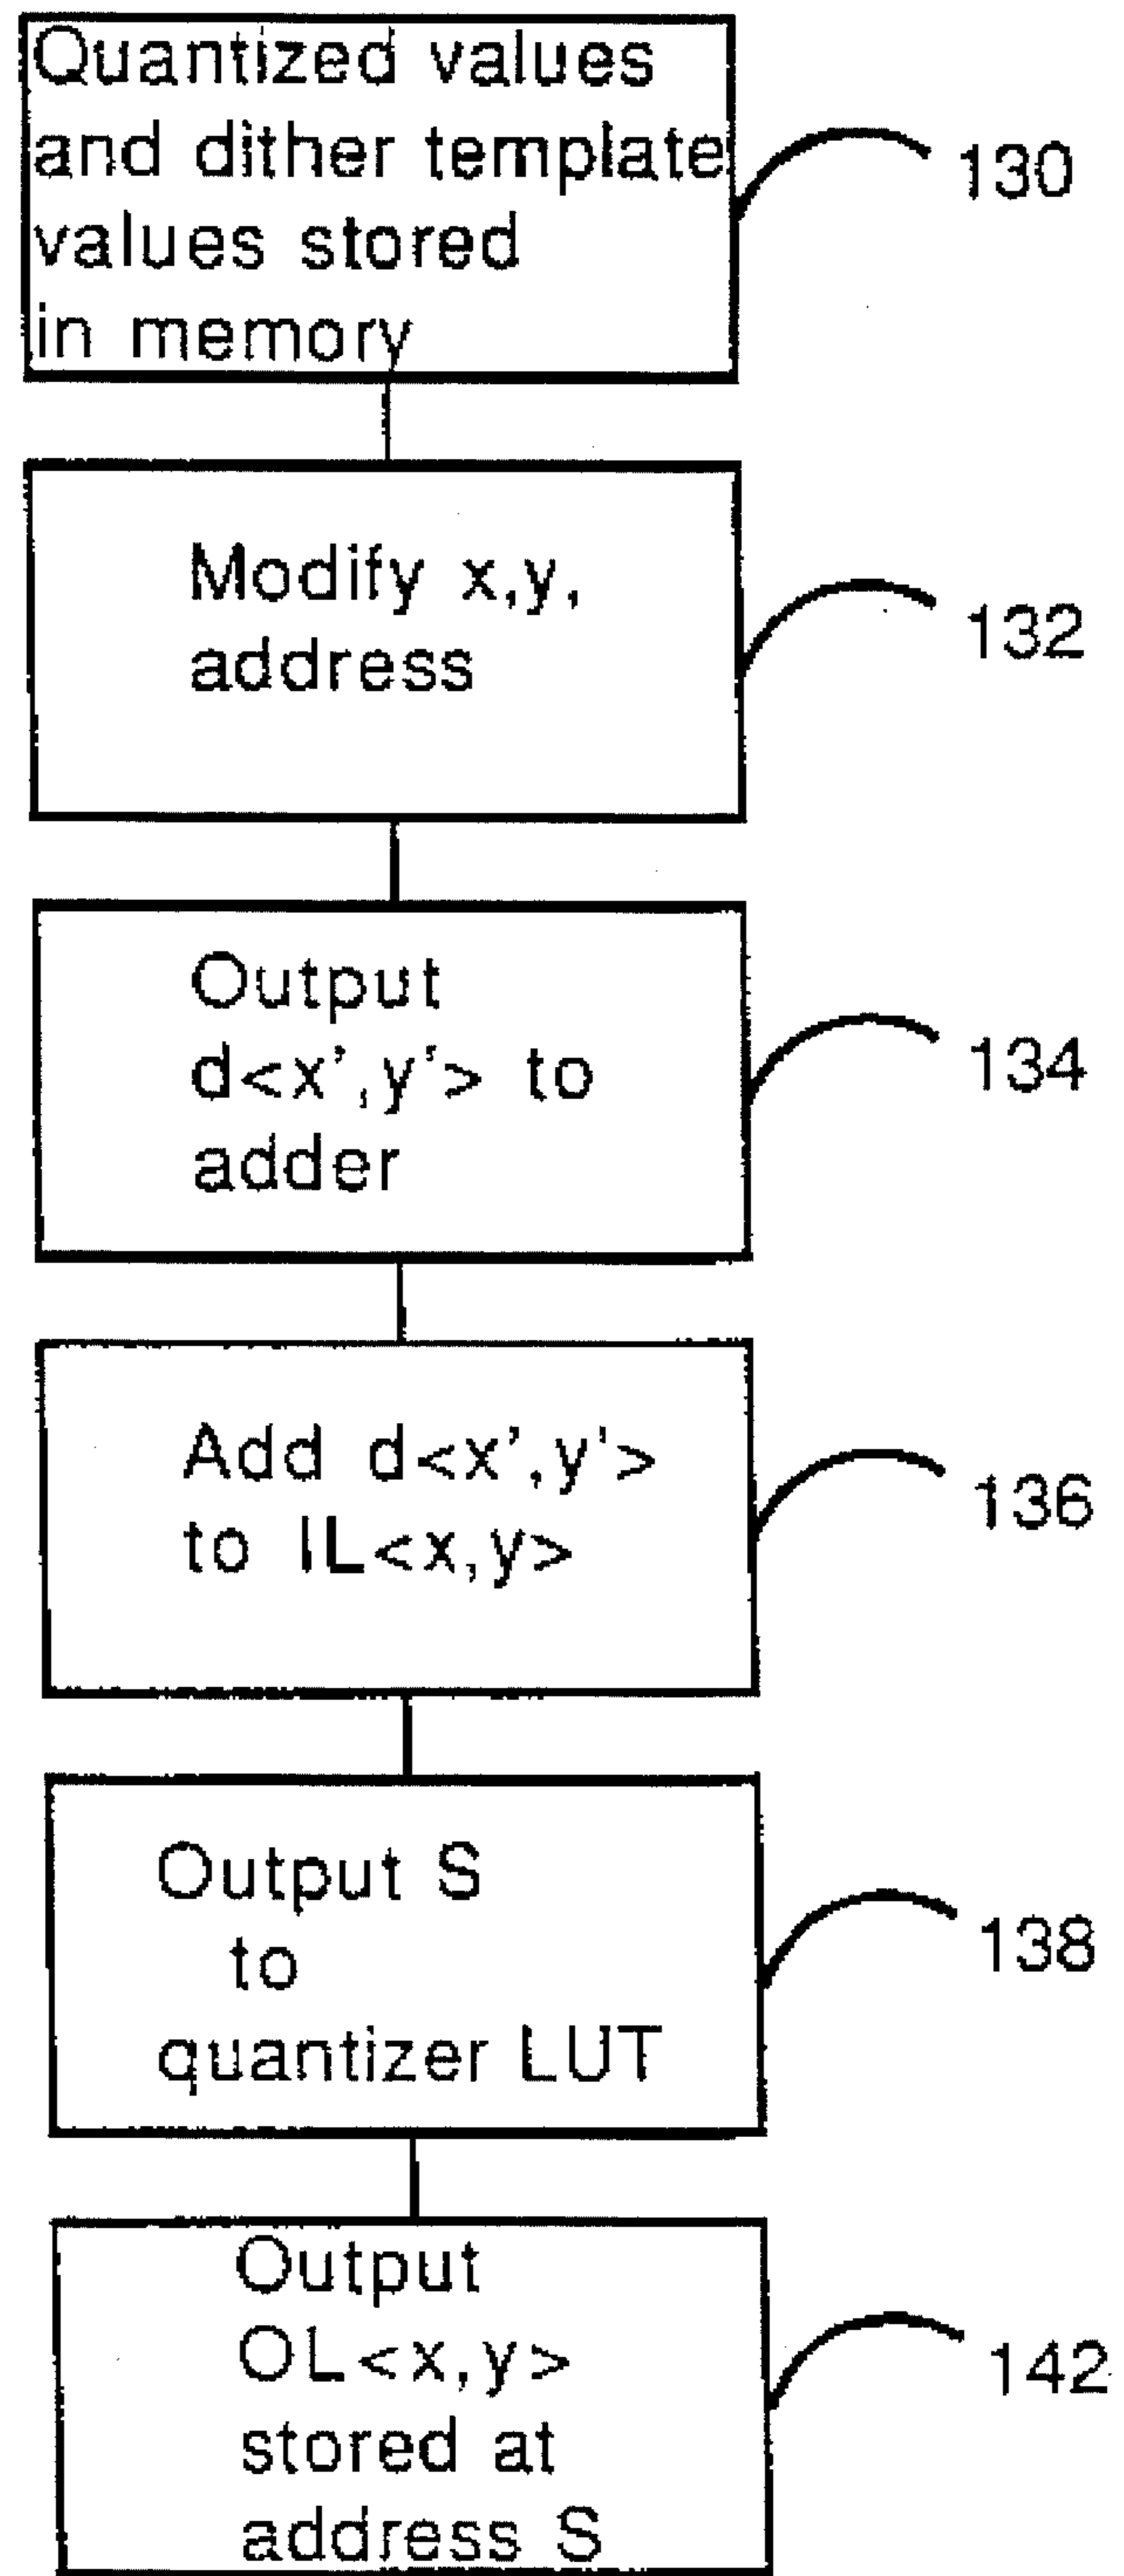 Quantized values
and dither template
values stored
in memory
130
Modify x,y,
address
132
Output
d<x',y'> to
adder
134
Add d<x',y'>
to IL<x,y>
136
Output S
to
quantizer LUT
138
Output
OL<x,y>
stored at
address S
142